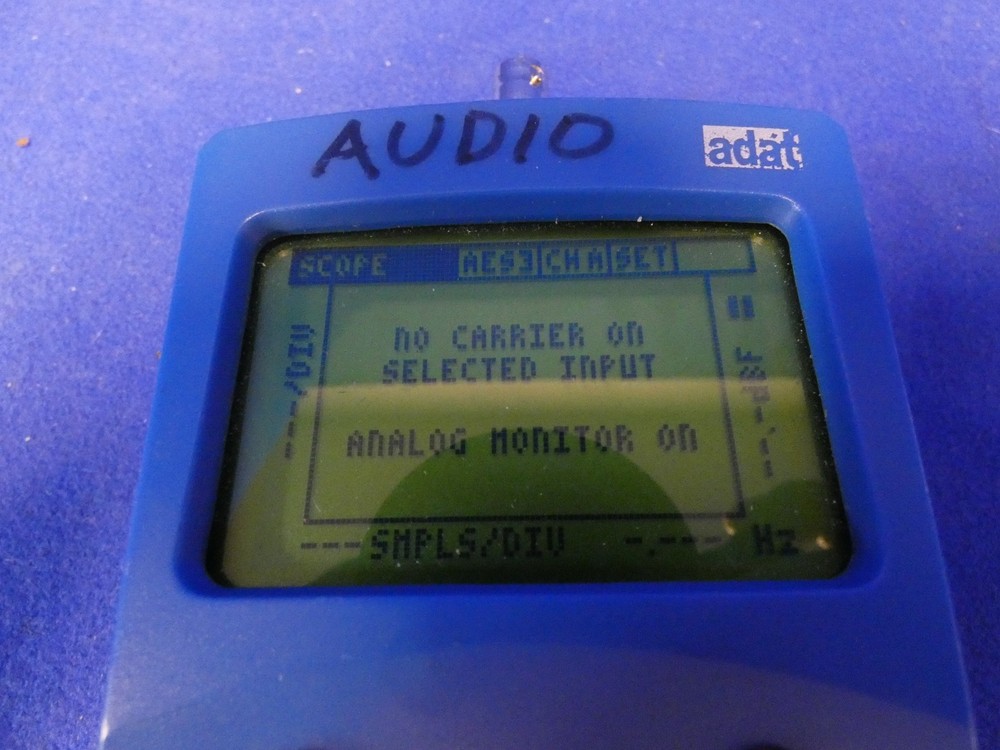 AUDIO
adat
SCOPE AES3 CH A SET
---/DIV
NO CARRIER ON
SELECTED INPUT
ANALOG MONITOR ON
---SMPLS/DIV -.--- Hz